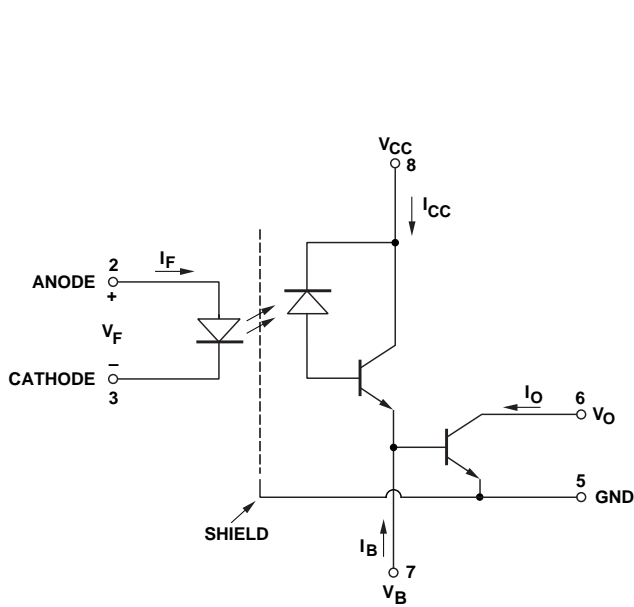 VCC
8
ICC
2
IF
ANODE
+
VF
–
CATHODE
3
IO
6
VO
5
GND
SHIELD
IB
7
VB